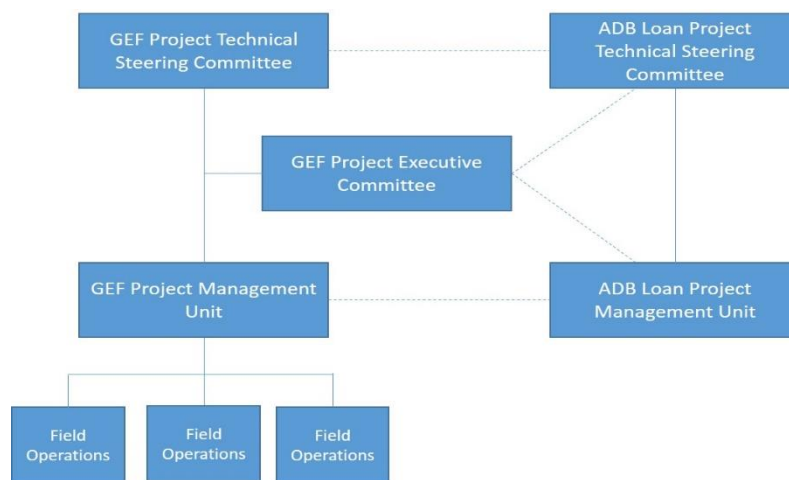 GEF Project Technical
Steering Committee
ADB Loan Project
Technical Steering
Committee
GEF Project Executive
Committee
GEF Project Management
Unit
ADB Loan Project
Management Unit
Field
Operations
Field
Operations
Field
Operations